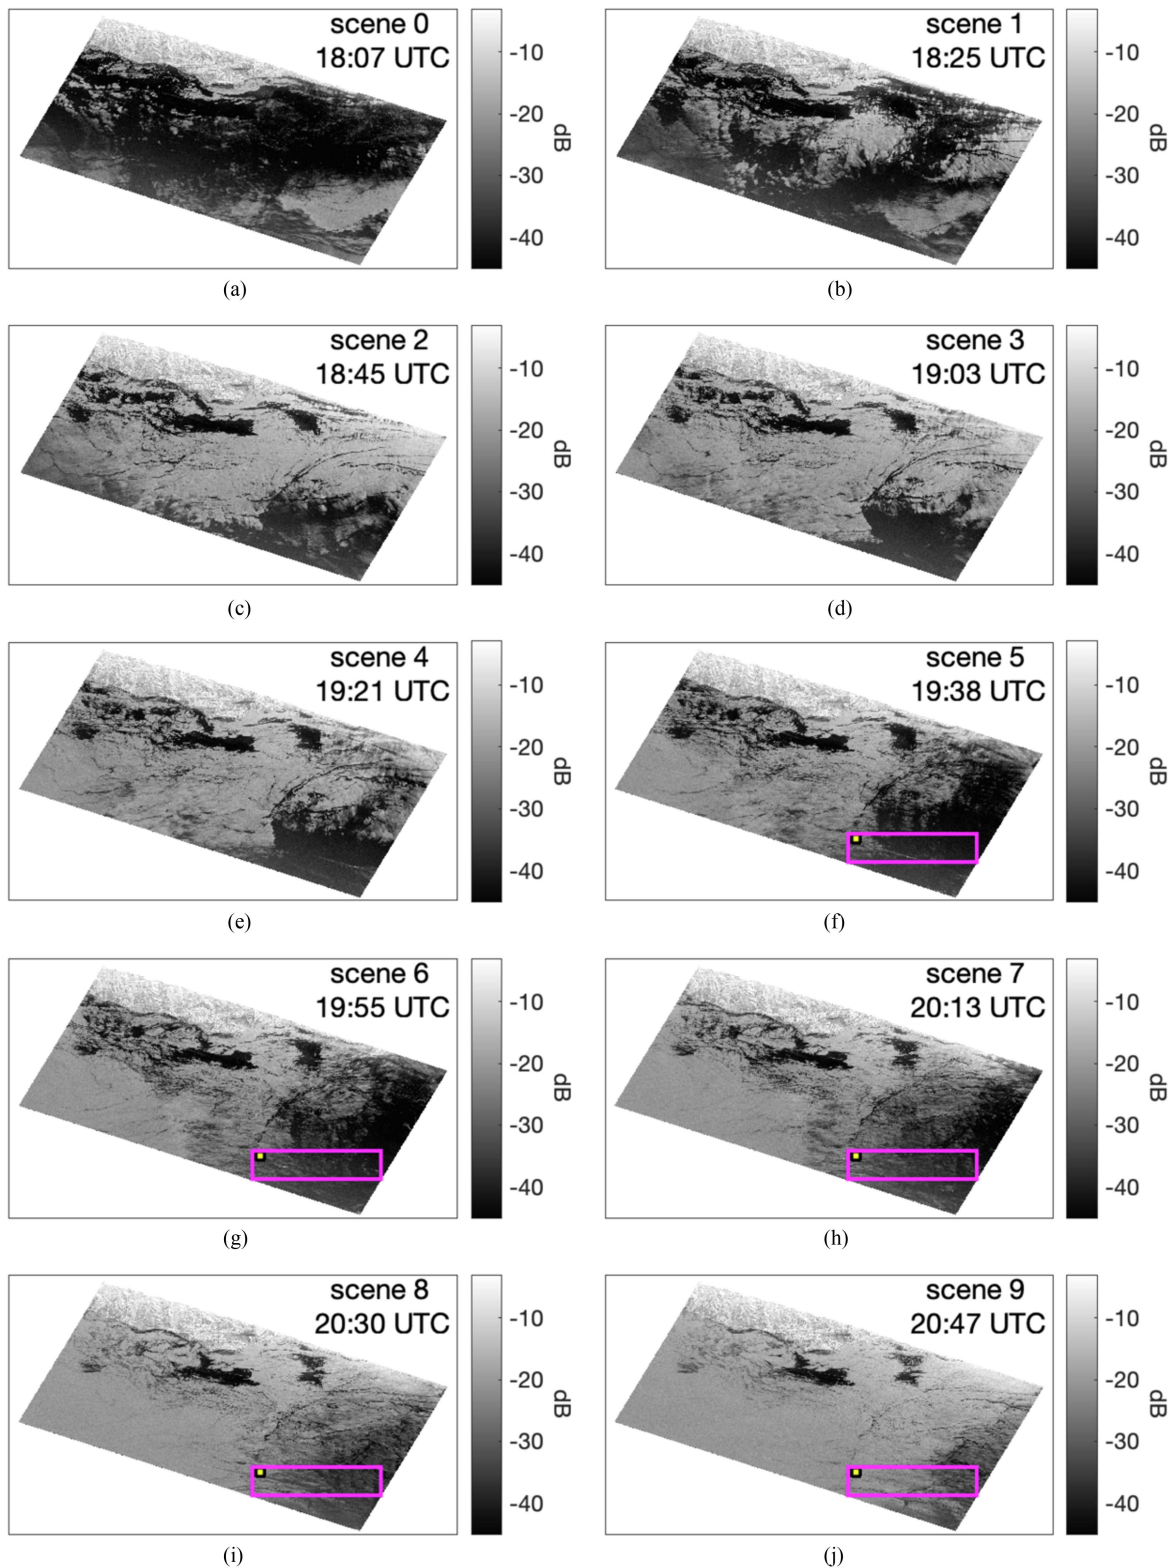 scene 0
18:07 UTC
-10
-20
-30
-40
dB
(a)
scene 1
18:25 UTC
-10
-20
-30
-40
dB
(b)
scene 2
18:45 UTC
-10
-20
-30
-40
dB
(c)
scene 3
19:03 UTC
-10
-20
-30
-40
dB
(d)
scene 4
19:21 UTC
-10
-20
-30
-40
dB
(e)
scene 5
19:38 UTC
-10
-20
-30
-40
dB
(f)
scene 6
19:55 UTC
-10
-20
-30
-40
dB
(g)
scene 7
20:13 UTC
-10
-20
-30
-40
dB
(h)
scene 8
20:30 UTC
-10
-20
-30
-40
dB
(i)
scene 9
20:47 UTC
-10
-20
-30
-40
dB
(j)